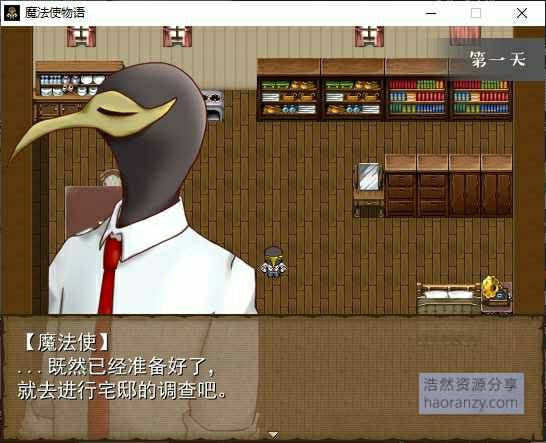 魔法使物语
第一天
【魔法使】
...既然已经准备好了，
就去进行宅邸的调查吧。
浩然资源分享
haoranzy.com